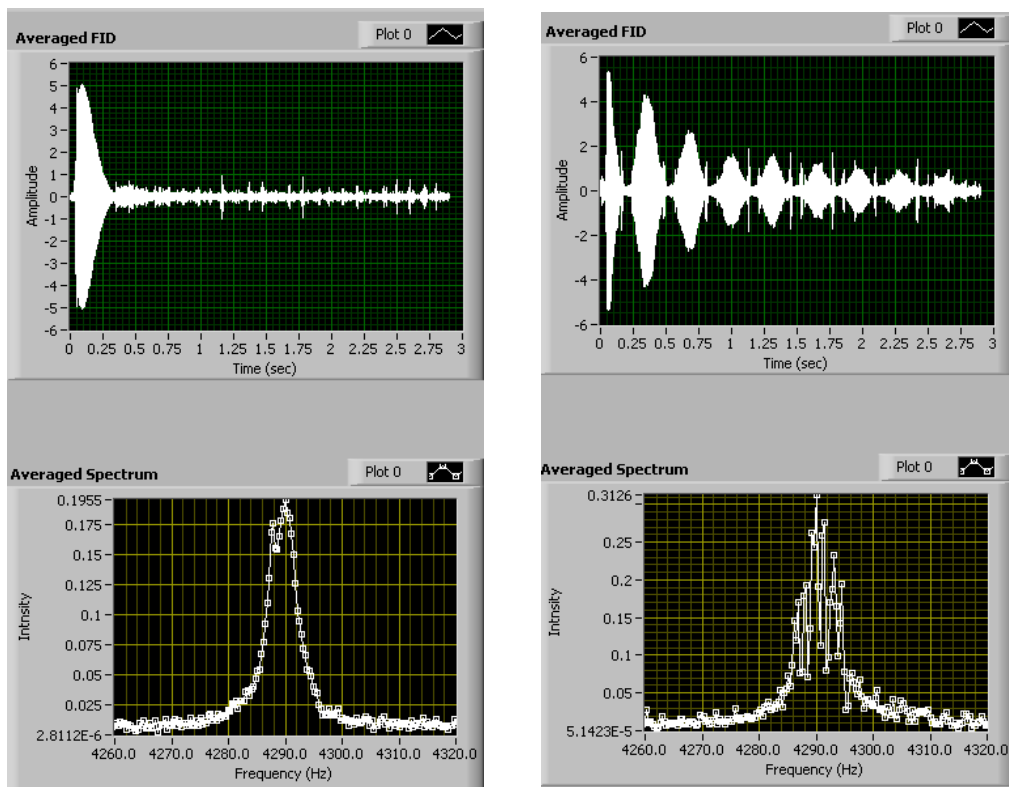 Averaged FID
Plot 0
Amplitude
6
5
4
3
2
1
0
-1
-2
-3
-4
-5
-6
0 0.25 0.5 0.75 1 1.25 1.5 1.75 2 2.25 2.5 2.75 3
Time (sec)
Averaged FID
Plot 0
Amplitude
6
4
2
0
-2
-4
-6
0 0.25 0.5 0.75 1 1.25 1.5 1.75 2 2.25 2.5 2.75 3
Time (sec)
Averaged Spectrum
Plot 0
Intnsity
0.1955
0.175
0.15
0.125
0.1
0.075
0.05
0.025
2.8112E-6
4260.0 4270.0 4280.0 4290.0 4300.0 4310.0 4320.0
Frequency (Hz)
Averaged Spectrum
Plot 0
Intnsity
0.3126
0.25
0.2
0.15
0.1
0.05
5.1423E-5
4260.0 4270.0 4280.0 4290.0 4300.0 4310.0 4320.0
Frequency (Hz)